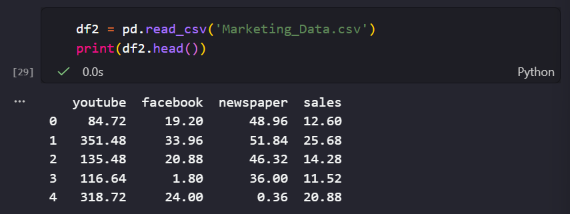 df2 = pd.read_csv('Marketing_Data.csv')
print(df2.head())
[29] ✓ 0.0s Python
... youtube facebook newspaper sales
0 84.72 19.20 48.96 12.60
1 351.48 33.96 51.84 25.68
2 135.48 20.88 46.32 14.28
3 116.64 1.80 36.00 11.52
4 318.72 24.00 0.36 20.88